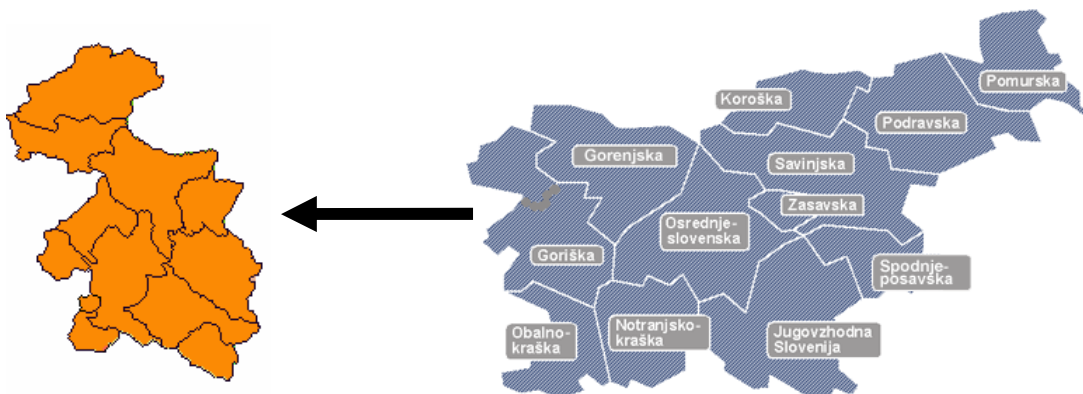 Pomurska
Koroška
Podravska
Gorenjska
Savinjska
Zasavska
Osrednje-
slovenska
Goriška
Spodnje-
posavska
Obalno-
kraška
Notranjsko-
kraška
Jugovzhodna
Slovenija